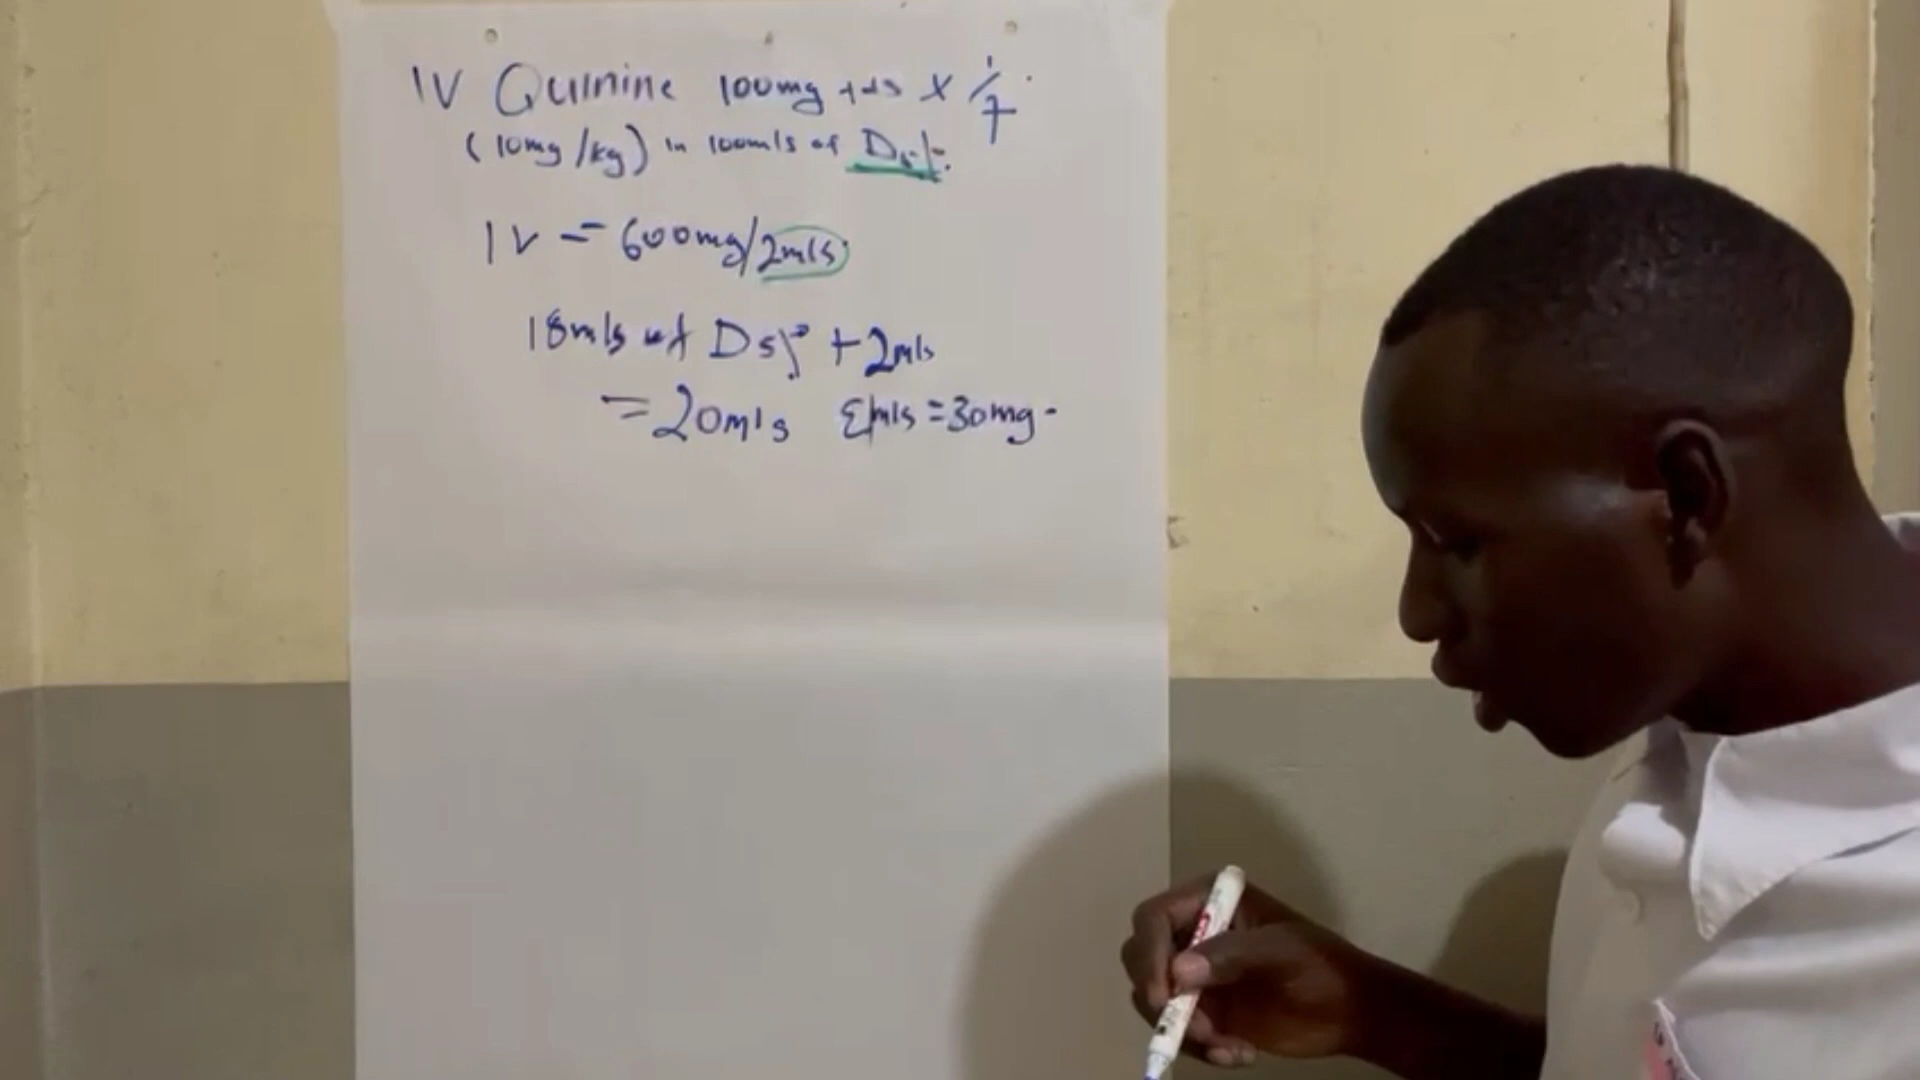 IV Quinine 100mg tds x 1/7
(10mg/kg) in 100mls of D5%.
IV = 600mg/2mls
18mls of D5% + 2mls
= 20mls 1mls = 30mg.